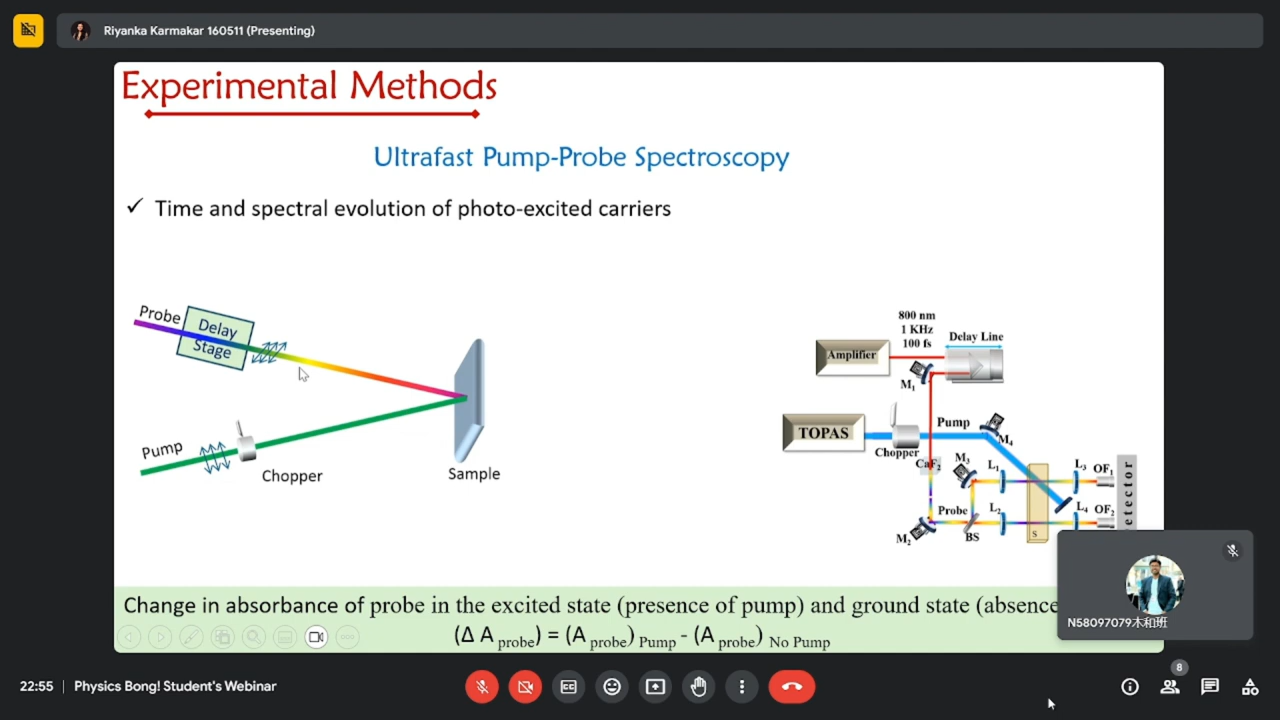 Riyanka Karmakar 160511 (Presenting)
Experimental Methods
Ultrafast Pump-Probe Spectroscopy
✓ Time and spectral evolution of photo-excited carriers
Probe
Delay
Stage
Pump
Chopper
Sample
800 nm
1 KHz
100 fs
Delay Line
Amplifier
M1
TOPAS
Pump
M4
Chopper
CaF2
M3
L1
L3
OF1
Probe
L2
L4
OF2
M2
BS
S
etector
Change in absorbance of probe in the excited state (presence of pump) and ground state (absence
(Δ A probe) = (A probe) Pump - (A probe) No Pump
N58097079木和班
22:55 | Physics Bong! Student's Webinar
8